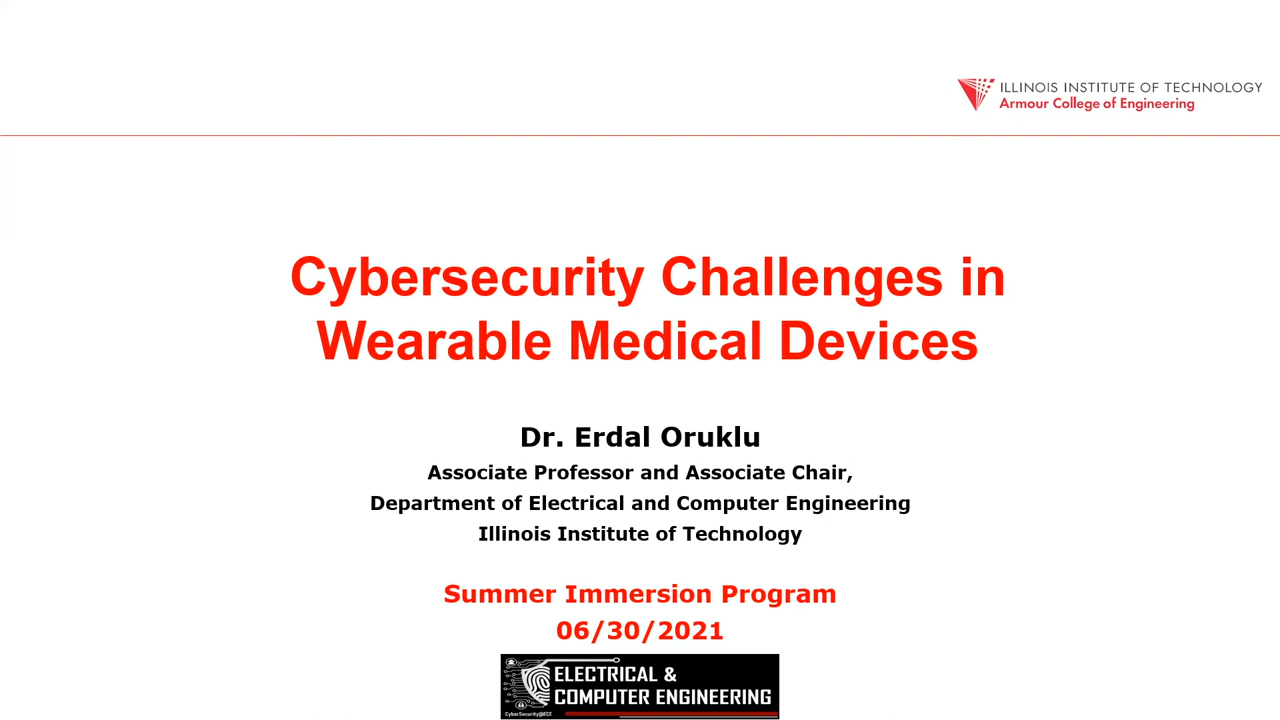 ILLINOIS INSTITUTE OF TECHNOLOGY
Armour College of Engineering
Cybersecurity Challenges in
Wearable Medical Devices
Dr. Erdal Oruklu
Associate Professor and Associate Chair,
Department of Electrical and Computer Engineering
Illinois Institute of Technology
Summer Immersion Program
06/30/2021
ELECTRICAL &
COMPUTER ENGINEERING
CyberSecurity@ECE